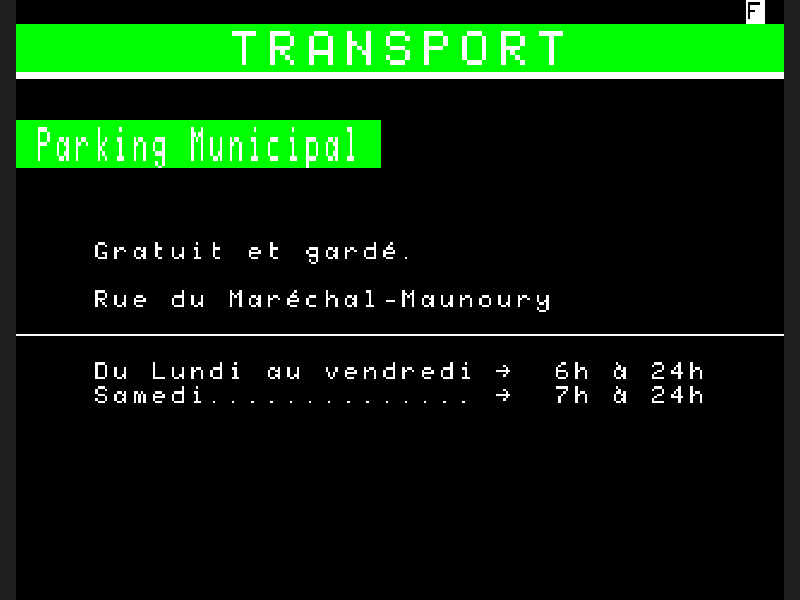 F
TRANSPORT
Parking Municipal
Gratuit et gardé.
Rue du Maréchal-Maunoury
Du Lundi au vendredi → 6h à 24h
Samedi.............. → 7h à 24h